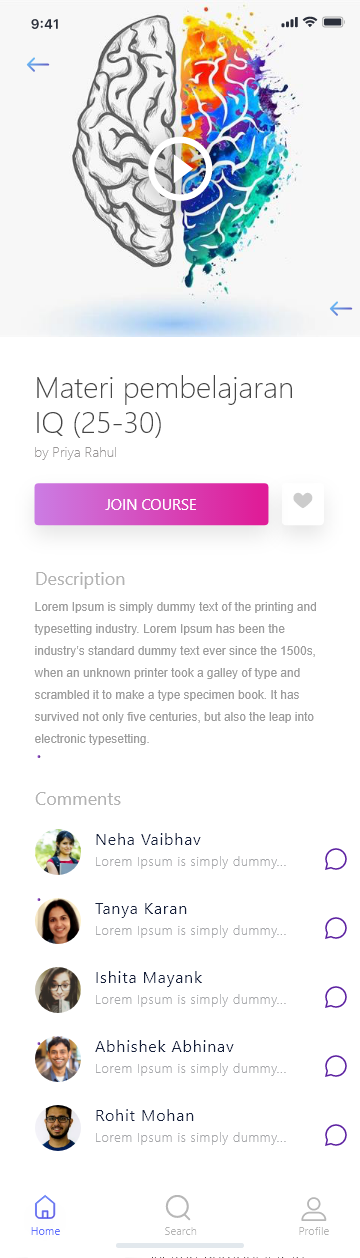 9:41
Materi pembelajaran
IQ (25-30)
by Priya Rahul
JOIN COURSE
Description
Lorem Ipsum is simply dummy text of the printing and
typesetting industry. Lorem Ipsum has been the
industry's standard dummy text ever since the 1500s,
when an unknown printer took a galley of type and
scrambled it to make a type specimen book. It has
survived not only five centuries, but also the leap into
electronic typesetting.
Comments
Neha Vaibhav
Lorem Ipsum is simply dummy...
Tanya Karan
Lorem Ipsum is simply dummy...
Ishita Mayank
Lorem Ipsum is simply dummy...
Abhishek Abhinav
Lorem Ipsum is simply dummy...
Rohit Mohan
Lorem Ipsum is simply dummy...
Home
Search
Profile